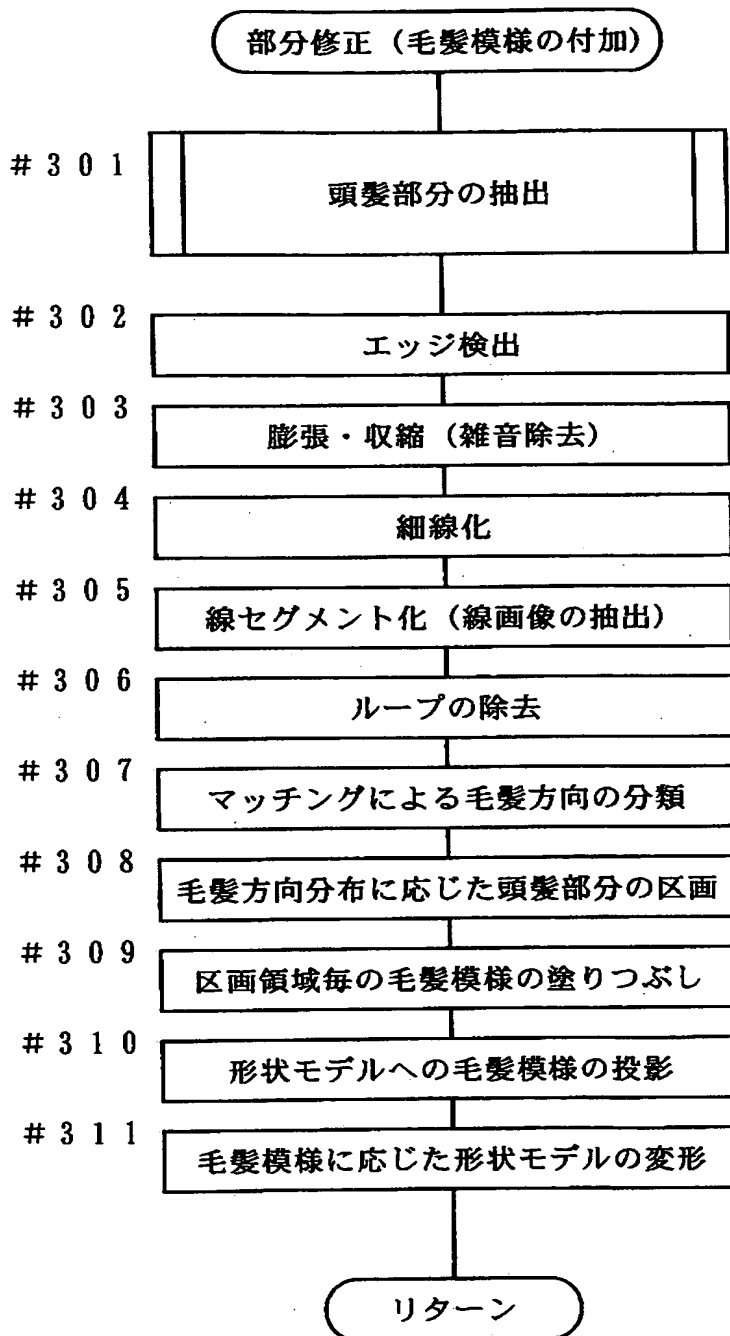 部分修正（毛髪模様の付加）
#301
頭髪部分の抽出
#302
エッジ検出
#303
膨張・収縮（雑音除去）
#304
細線化
#305
線セグメント化（線画像の抽出）
#306
ループの除去
#307
マッチングによる毛髪方向の分類
#308
毛髪方向分布に応じた頭髪部分の区画
#309
区画領域毎の毛髪模様の塗りつぶし
#310
形状モデルへの毛髪模様の投影
#311
毛髪模様に応じた形状モデルの変形
リターン